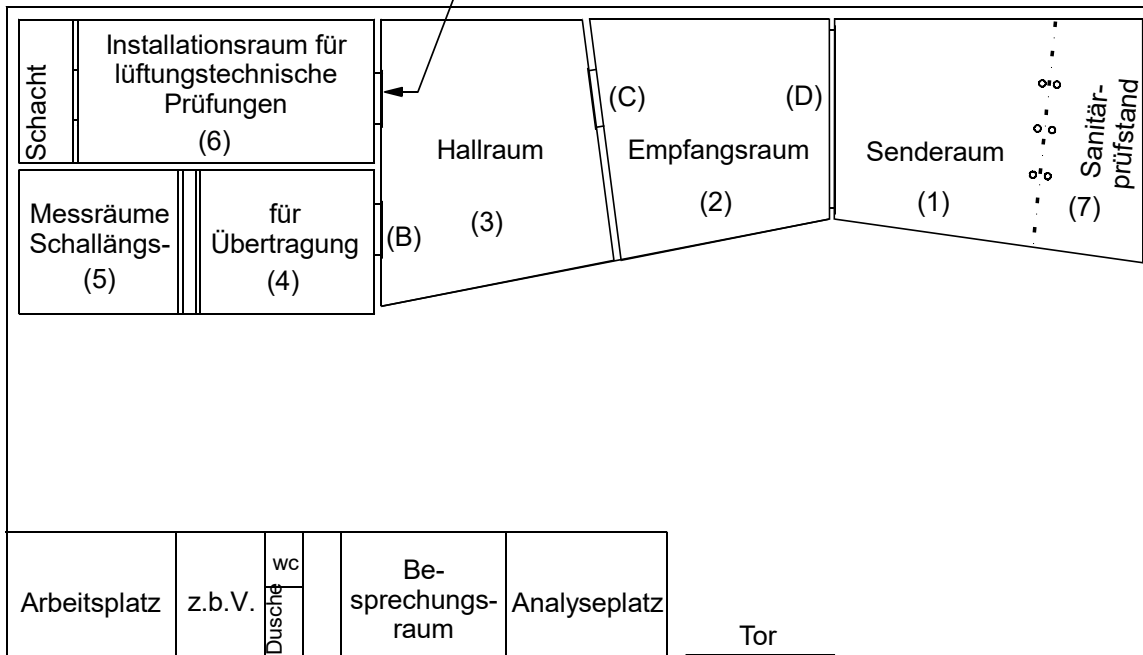 Schacht
Installationsraum für
lüftungstechnische
Prüfungen
(6)
Hallraum
(3)
(C)
Empfangsraum
(2)
(D)
Senderaum
(1)
Sanitär-
prüfstand
(7)
Messräume
Schallängs-
(5)
für
Übertragung
(4)
(B)
Arbeitsplatz
z.b.V.
wc
Dusche
Be-
sprechungs-
raum
Analyseplatz
Tor